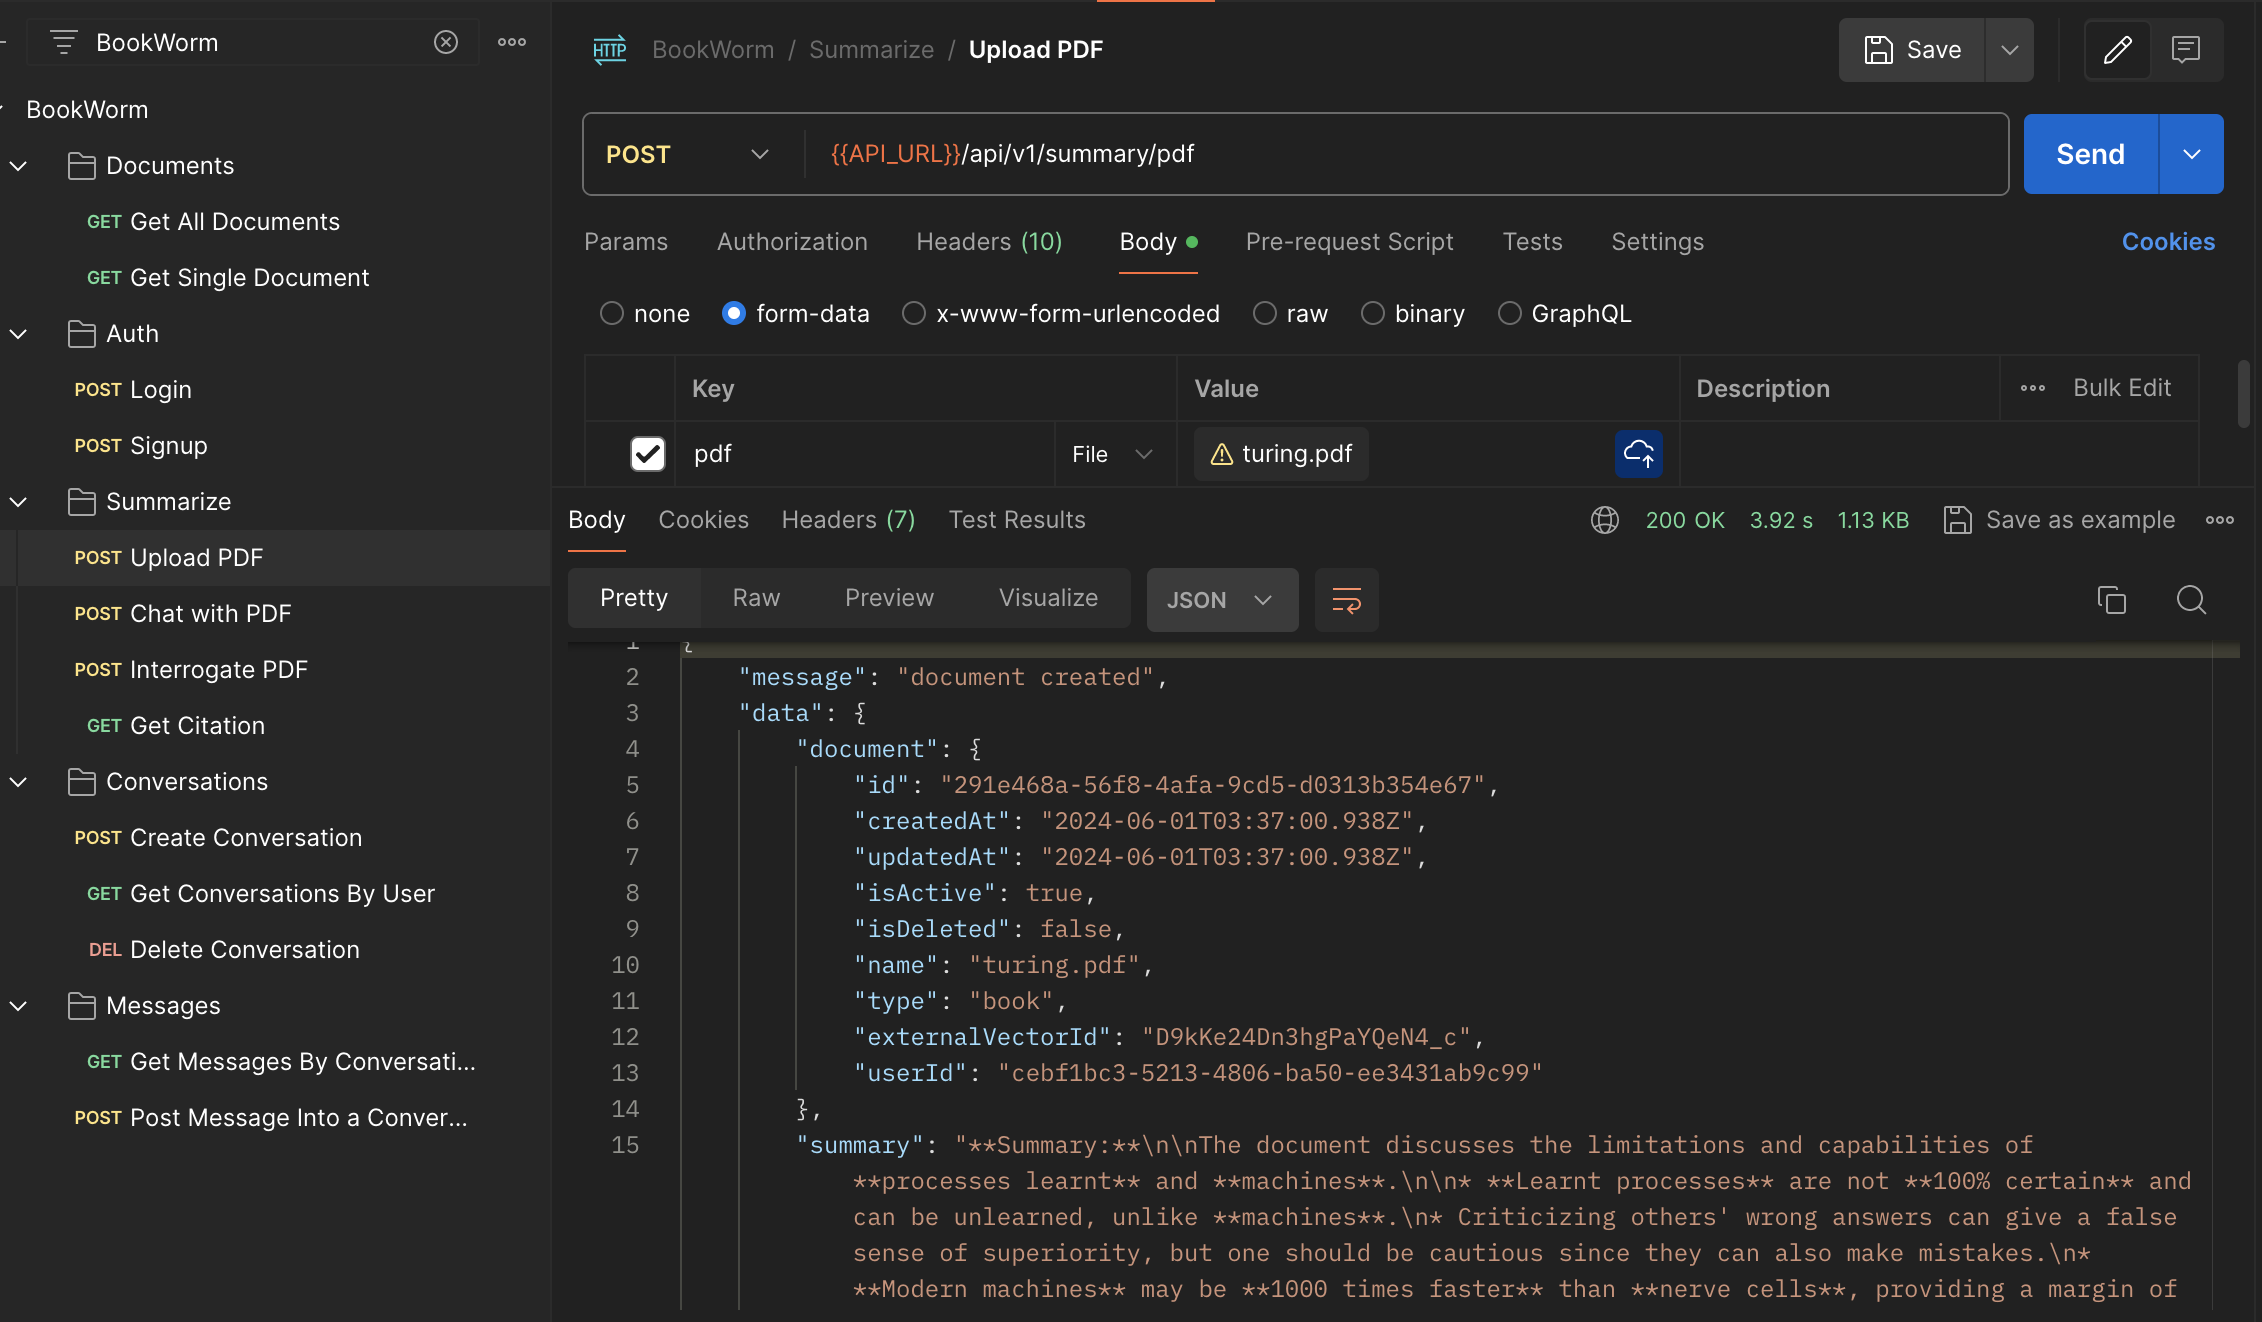 BookWorm
BookWorm
Documents
GET Get All Documents
GET Get Single Document
Auth
POST Login
POST Signup
Summarize
POST Upload PDF
POST Chat with PDF
POST Interrogate PDF
GET Get Citation
Conversations
POST Create Conversation
GET Get Conversations By User
DEL Delete Conversation
Messages
GET Get Messages By Conversati...
POST Post Message Into a Conver...
HTTP BookWorm / Summarize / Upload PDF
Save
POST {{API_URL}}/api/v1/summary/pdf
Send
Params Authorization Headers (10) Body Pre-request Script Tests Settings Cookies
none form-data x-www-form-urlencoded raw binary GraphQL
Key Value Description Bulk Edit
pdf File turing.pdf
Body Cookies Headers (7) Test Results 200 OK 3.92 s 1.13 KB Save as example
Pretty Raw Preview Visualize JSON
1 {
2 "message": "document created",
3 "data": {
4 "document": {
5 "id": "291e468a-56f8-4afa-9cd5-d0313b354e67",
6 "createdAt": "2024-06-01T03:37:00.938Z",
7 "updatedAt": "2024-06-01T03:37:00.938Z",
8 "isActive": true,
9 "isDeleted": false,
10 "name": "turing.pdf",
11 "type": "book",
12 "externalVectorId": "D9kKe24Dn3hgPaYQeN4_c",
13 "userId": "cebf1bc3-5213-4806-ba50-ee3431ab9c99"
14 },
15 "summary": "**Summary:**\n\nThe document discusses the limitations and capabilities of
**processes learnt** and **machines**.\n\n* **Learnt processes** are not **100% certain** and
can be unlearned, unlike **machines**.\n* Criticizing others' wrong answers can give a false
sense of superiority, but one should be cautious since they can also make mistakes.\n*
**Modern machines** may be **1000 times faster** than **nerve cells**, providing a margin of